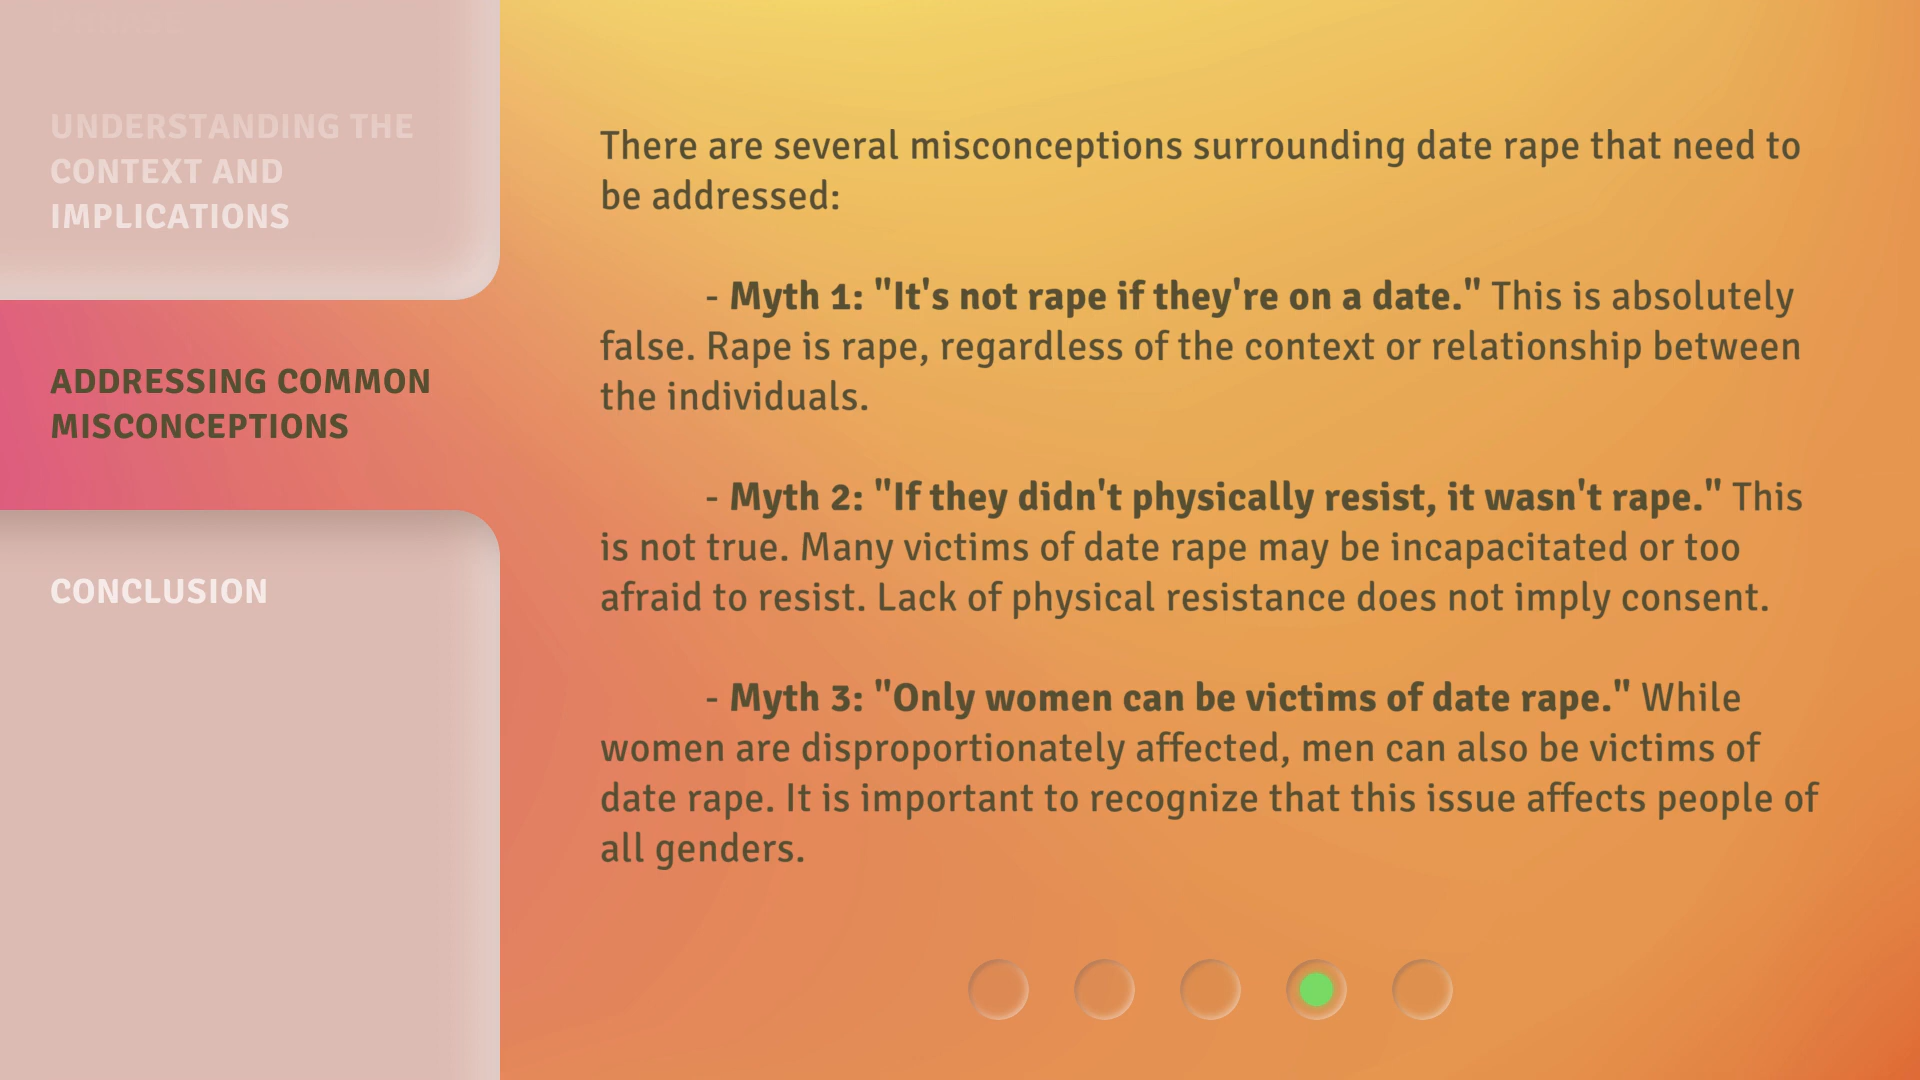 UNDERSTANDING THE
CONTEXT AND
IMPLICATIONS
ADDRESSING COMMON
MISCONCEPTIONS
CONCLUSION
There are several misconceptions surrounding date rape that need to
be addressed:
- Myth 1: "It's not rape if they're on a date." This is absolutely
false. Rape is rape, regardless of the context or relationship between
the individuals.
- Myth 2: "If they didn't physically resist, it wasn't rape." This
is not true. Many victims of date rape may be incapacitated or too
afraid to resist. Lack of physical resistance does not imply consent.
- Myth 3: "Only women can be victims of date rape." While
women are disproportionately affected, men can also be victims of
date rape. It is important to recognize that this issue affects people of
all genders.